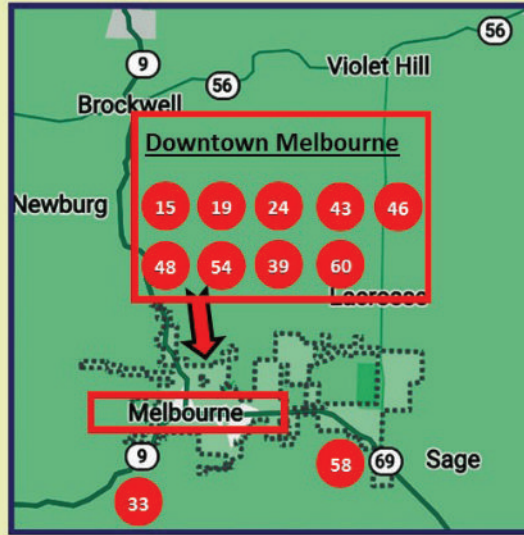 56
9
Violet Hill
56
Brockwell
Downtown Melbourne
Newburg
15 19 24 43 46
48 54 39 60
Lacrosse
Melbourne
9
58
69
Sage
33